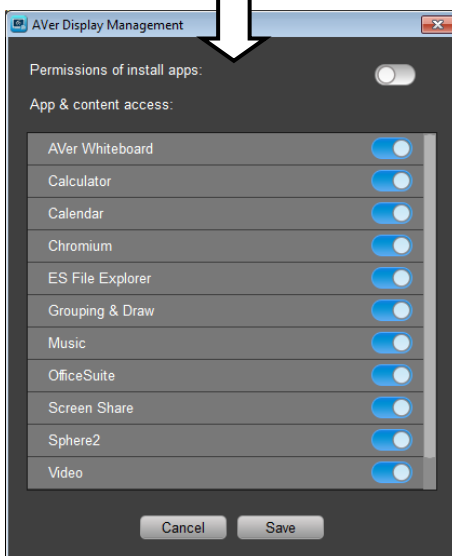 AVer Display Management
Permissions of install apps:
App & content access:
AVer Whiteboard
Calculator
Calendar
Chromium
ES File Explorer
Grouping & Draw
Music
OfficeSuite
Screen Share
Sphere2
Video
Cancel Save